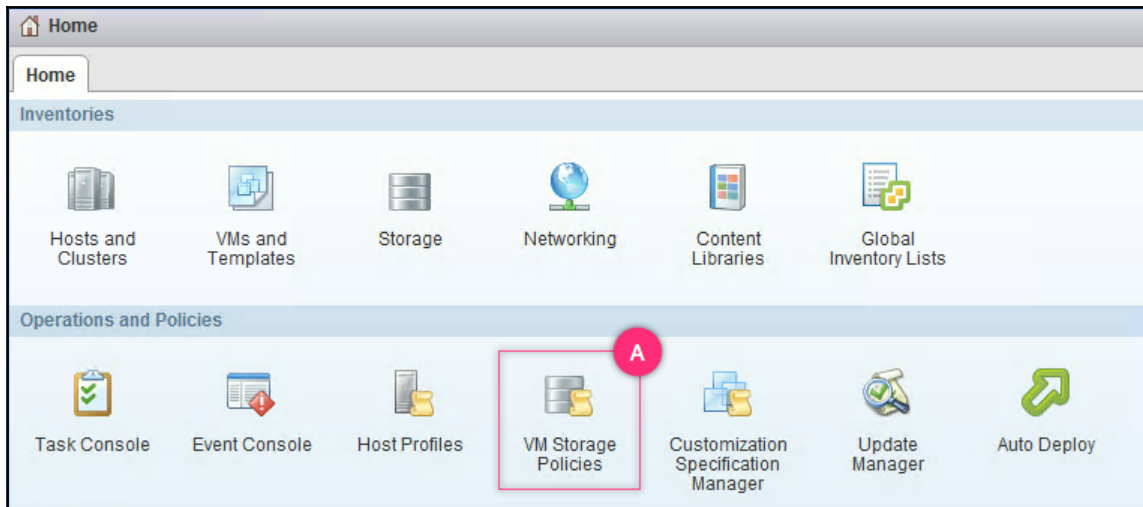 Home
Home
Inventories
Hosts and
Clusters
VMs and
Templates
Storage
Networking
Content
Libraries
Global
Inventory Lists
Operations and Policies
A
Task Console
Event Console
Host Profiles
VM Storage
Policies
Customization
Specification
Manager
Update
Manager
Auto Deploy